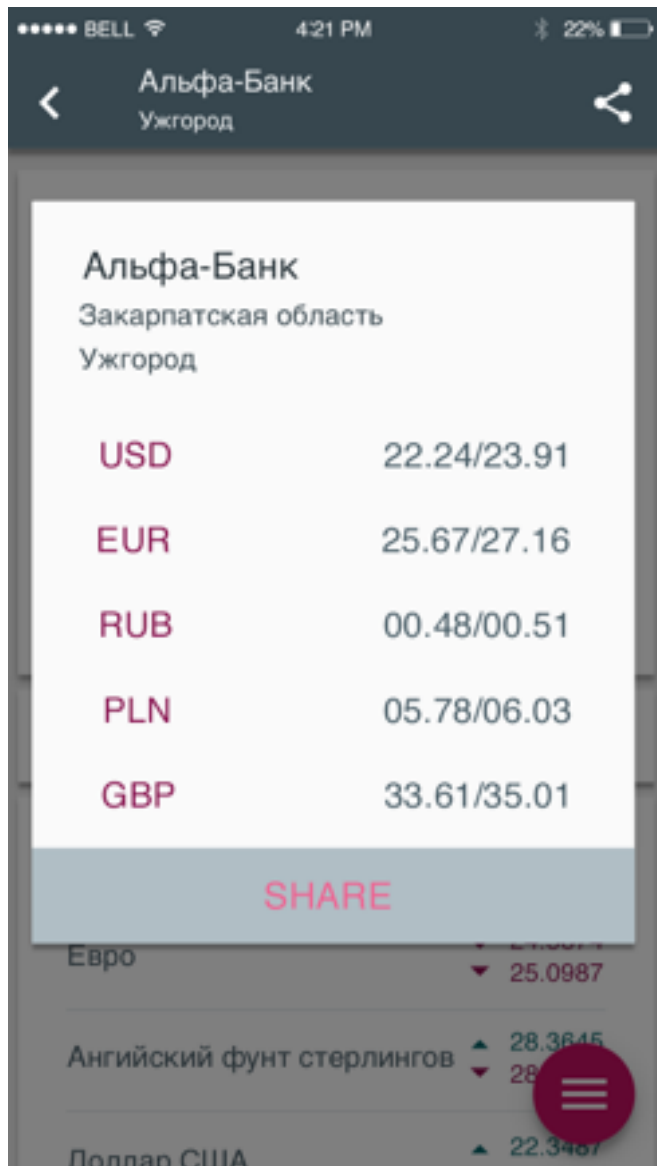 BELL 4:21 PM 22%
Альфа-Банк
Ужгород
Альфа-Банк
Закарпатская область
Ужгород
USD 22.24/23.91
EUR 25.67/27.16
RUB 00.48/00.51
PLN 05.78/06.03
GBP 33.61/35.01
SHARE
Евро
25.0987
Ангийский фунт стерлингов 28.3645
Доллар США 22.3487